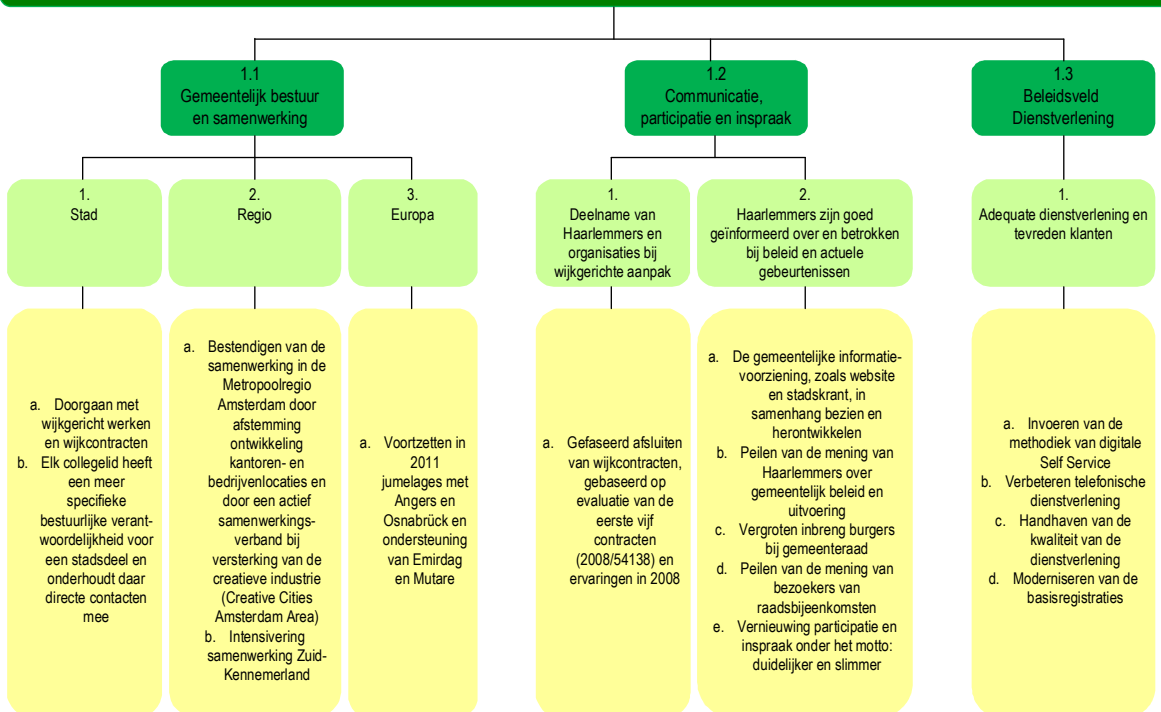 1.1
Gemeentelijk bestuur
en samenwerking
1.2
Communicatie,
participatie en inspraak
1.3
Beleidsveld
Dienstverlening
1.
Stad
2.
Regio
3.
Europa
1.
Deelname van
Haarlemmers en
organisaties bij
wijkgerichte aanpak
2.
Haarlemmers zijn goed
geïnformeerd over en betrokken
bij beleid en actuele
gebeurtenissen
1.
Adequate dienstverlening en
tevreden klanten
a. Doorgaan met
wijkgericht werken
en wijkcontracten
b. Elk collegelid heeft
een meer
specifieke
bestuurlijke verant-
woordelijkheid voor
een stadsdeel en
onderhoudt daar
directe contacten
mee
a. Bestendigen van de
samenwerking in de
Metropoolregio
Amsterdam door
afstemming
ontwikkeling
kantoren- en
bedrijvenlocaties en
door een actief
samenwerkings-
verband bij
versterking van de
creatieve industrie
(Creative Cities
Amsterdam Area)
b. Intensivering
samenwerking Zuid-
Kennemerland
a. Voortzetten in
2011
jumelages met
Angers en
Osnabrück en
ondersteuning
van Emirdag
en Mutare
a. Gefaseerd afsluiten
van wijkcontracten,
gebaseerd op
evaluatie van de
eerste vijf
contracten
(2008/54138) en
ervaringen in 2008
a. De gemeentelijke informatie-
voorziening, zoals website
en stadskrant, in
samenhang bezien en
herontwikkelen
b. Peilen van de mening van
Haarlemmers over
gemeentelijk beleid en
uitvoering
c. Vergroten inbreng burgers
bij gemeenteraad
d. Peilen van de mening van
bezoekers van
raadsbijeenkomsten
e. Vernieuwing participatie en
inspraak onder het motto:
duidelijker en slimmer
a. Invoeren van de
methodiek van digitale
Self Service
b. Verbeteren telefonische
dienstverlening
c. Handhaven van de
kwaliteit van de
dienstverlening
d. Moderniseren van de
basisregistraties